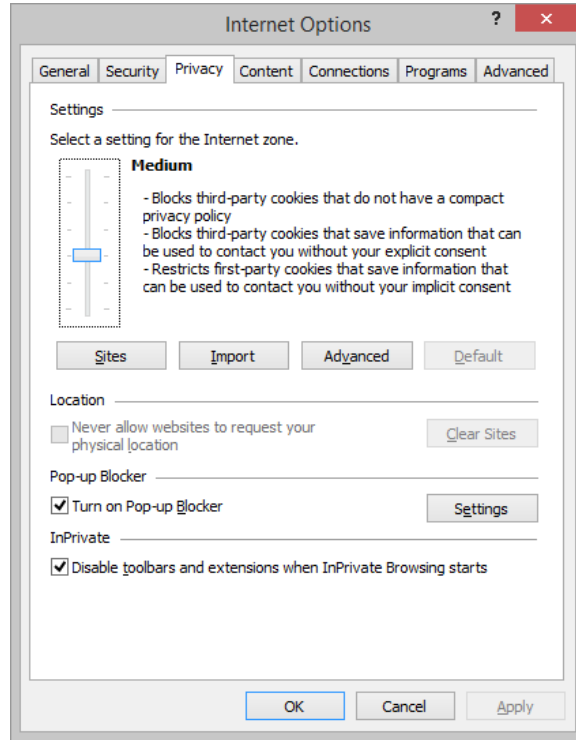 Internet Options ? ×
General Security Privacy Content Connections Programs Advanced
Settings
Select a setting for the Internet zone.
Medium
- Blocks third-party cookies that do not have a compact
privacy policy
- Blocks third-party cookies that save information that can
be used to contact you without your explicit consent
- Restricts first-party cookies that save information that
can be used to contact you without your implicit consent
Sites Import Advanced Default
Location
Never allow websites to request your
physical location
Clear Sites
Pop-up Blocker
Turn on Pop-up Blocker Settings
InPrivate
Disable toolbars and extensions when InPrivate Browsing starts
OK Cancel Apply